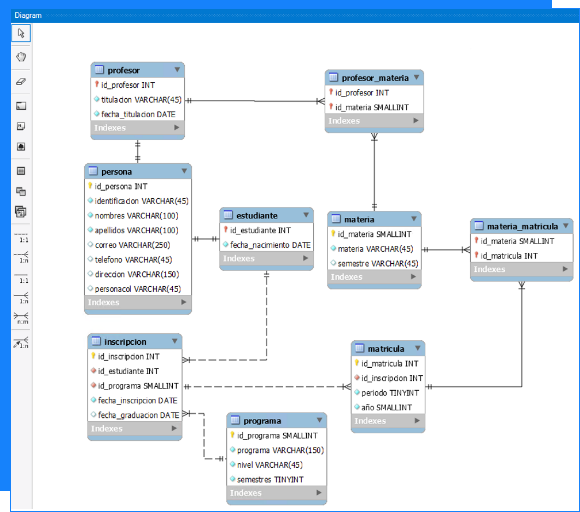 Diagram
profesor
id_profesor INT
titulacion VARCHAR(45)
fecha_titulacion DATE
Indexes
profesor_materia
id_profesor INT
id_materia SMALLINT
Indexes
persona
id_persona INT
identificacion VARCHAR(45)
nombres VARCHAR(100)
apellidos VARCHAR(100)
correo VARCHAR(250)
telefono VARCHAR(45)
direccion VARCHAR(150)
personacol VARCHAR(45)
Indexes
estudiante
id_estudiante INT
fecha_nacimiento DATE
Indexes
materia
id_materia SMALLINT
materia VARCHAR(45)
semestre VARCHAR(45)
Indexes
materia_matricula
id_materia SMALLINT
id_matricula INT
Indexes
inscripcion
id_inscripcion INT
id_estudiante INT
id_programa SMALLINT
fecha_inscripcion DATE
fecha_graduacion DATE
Indexes
matricula
id_matricula INT
id_inscripcion INT
periodo TINYINT
año SMALLINT
Indexes
programa
id_programa SMALLINT
programa VARCHAR(150)
nivel VARCHAR(45)
semestres TINYINT
Indexes
1:1
1:n
1:1
1:n
n:m
1:n